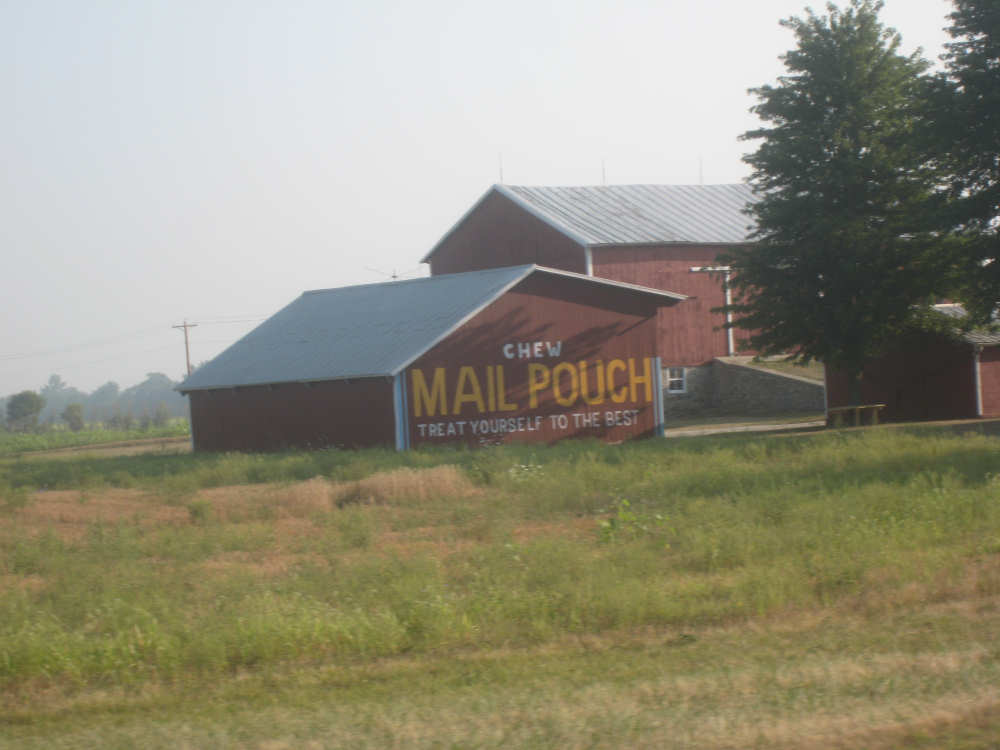 CHEW
MAIL POUCH
TREAT YOURSELF TO THE BEST